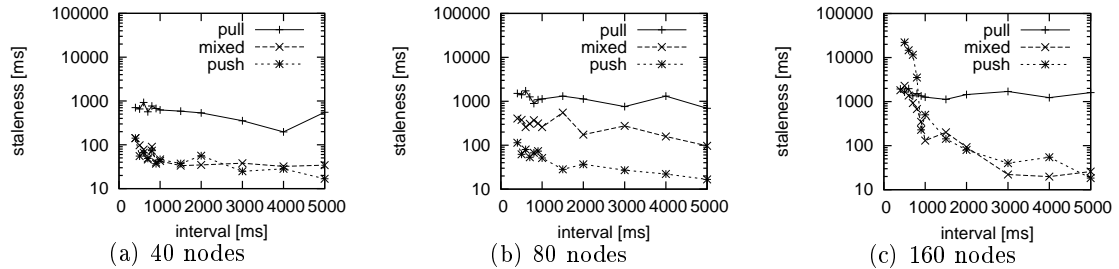 staleness [ms]
100000
10000
1000
100
10
pull
mixed
push
0 1000 2000 3000 4000 5000
interval [ms]
(a) 40 nodes
staleness [ms]
100000
10000
1000
100
10
pull
mixed
push
0 1000 2000 3000 4000 5000
interval [ms]
(b) 80 nodes
staleness [ms]
100000
10000
1000
100
10
pull
mixed
push
0 1000 2000 3000 4000 5000
interval [ms]
(c) 160 nodes